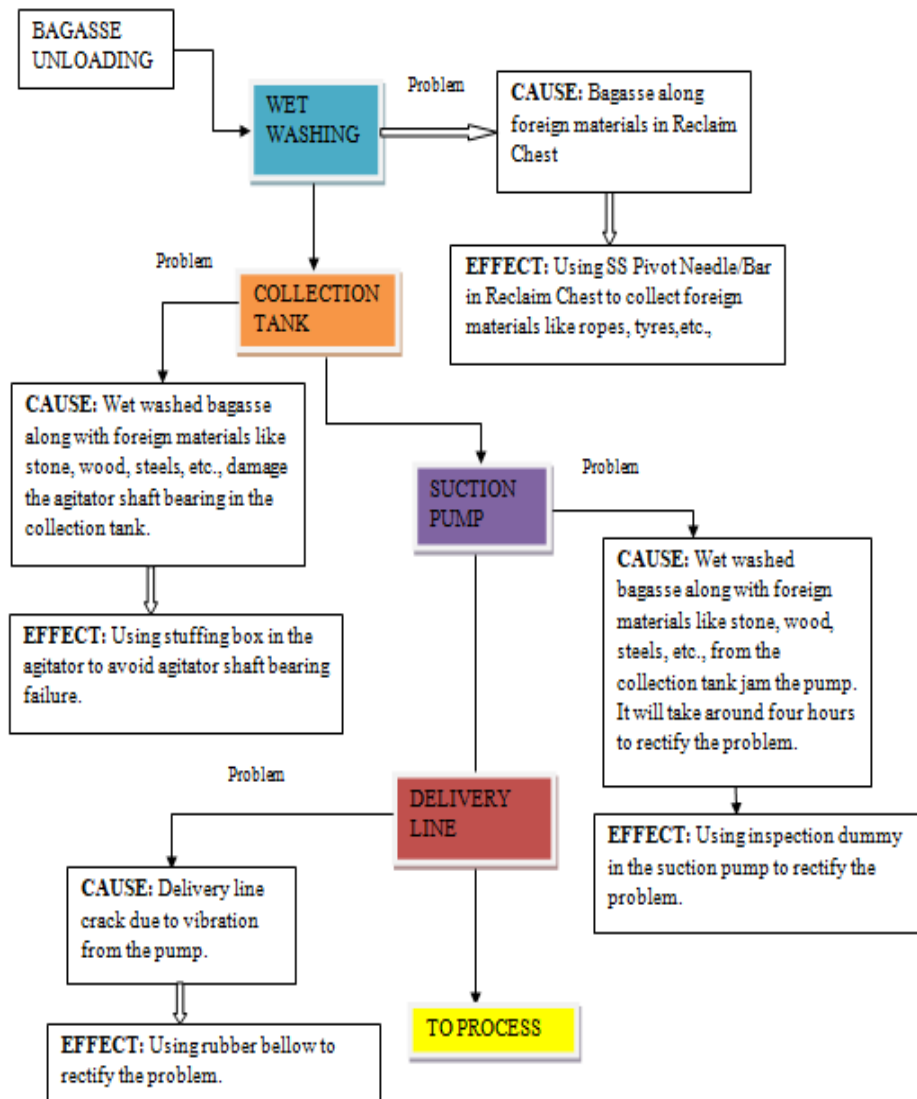 BAGASSE
UNLOADING
WET
WASHING
Problem
CAUSE: Bagasse along
foreign materials in Reclaim
Chest
EFFECT: Using SS Pivot Needle/Bar
in Reclaim Chest to collect foreign
materials like ropes, tyres,etc.,
Problem
COLLECTION
TANK
CAUSE: Wet washed bagasse
along with foreign materials like
stone, wood, steels, etc., damage
the agitator shaft bearing in the
collection tank.
EFFECT: Using stuffing box in the
agitator to avoid agitator shaft bearing
failure.
SUCTION
PUMP
Problem
CAUSE: Wet washed
bagasse along with foreign
materials like stone, wood,
steels, etc., from the
collection tank jam the pump.
It will take around four hours
to rectify the problem.
EFFECT: Using inspection dummy
in the suction pump to rectify the
problem.
Problem
DELIVERY
LINE
CAUSE: Delivery line
crack due to vibration
from the pump.
EFFECT: Using rubber bellow to
rectify the problem.
TO PROCESS